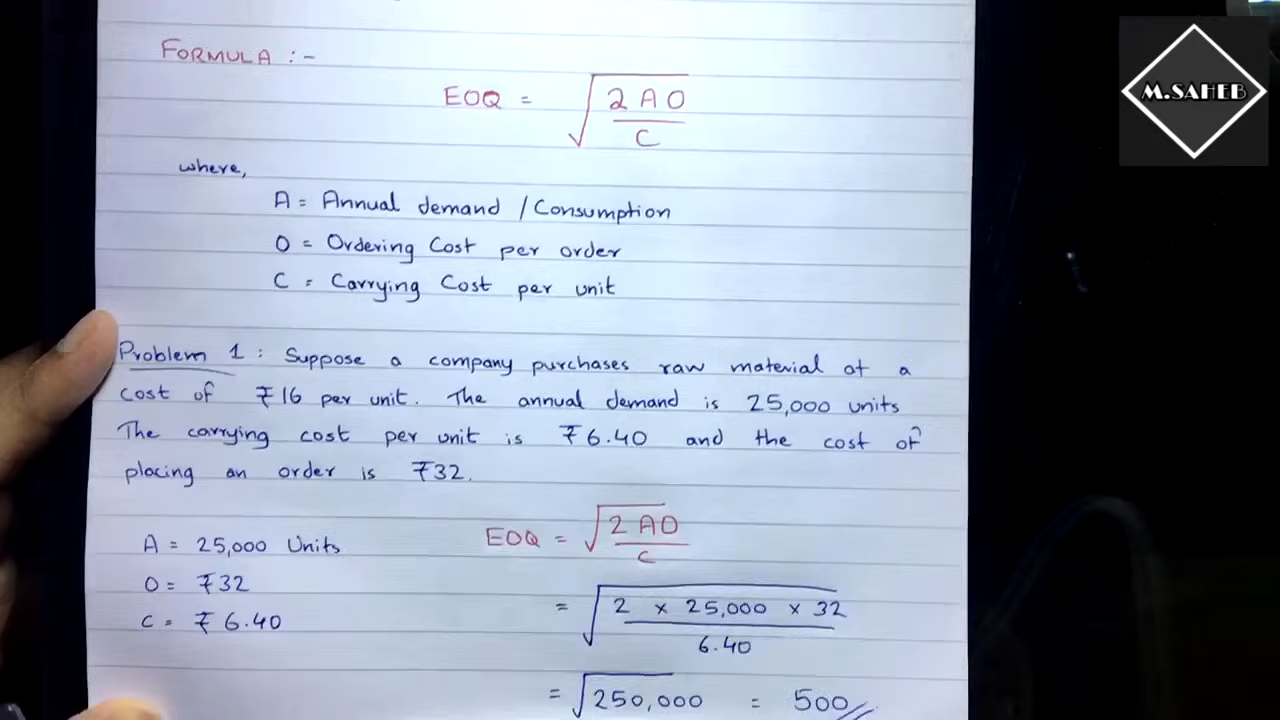 FORMULA :-
EOQ = √2AO/C
where,
A = Annual demand / Consumption
O = Ordering Cost per order
C = Carrying Cost per unit
Problem 1 : Suppose a company purchases raw material at a
cost of ₹16 per unit. The annual demand is 25,000 units
The carrying cost per unit is ₹6.40 and the cost of
placing an order is ₹32.
A = 25,000 Units
O = ₹32
C = ₹6.40
EOQ = √2AO/C
= √2 × 25,000 × 32/6.40
= √250,000 = 500//
M.SAHEB